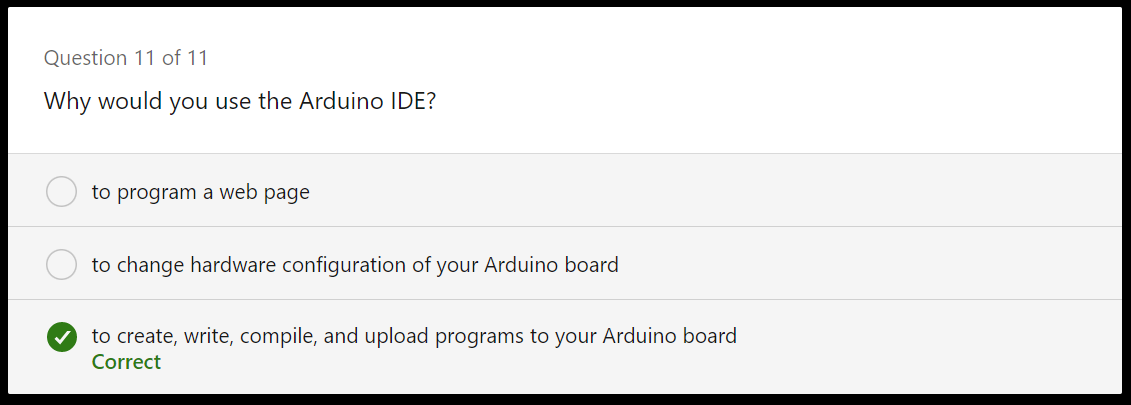 Question 11 of 11
Why would you use the Arduino IDE?
to program a web page
to change hardware configuration of your Arduino board
to create, write, compile, and upload programs to your Arduino board
Correct